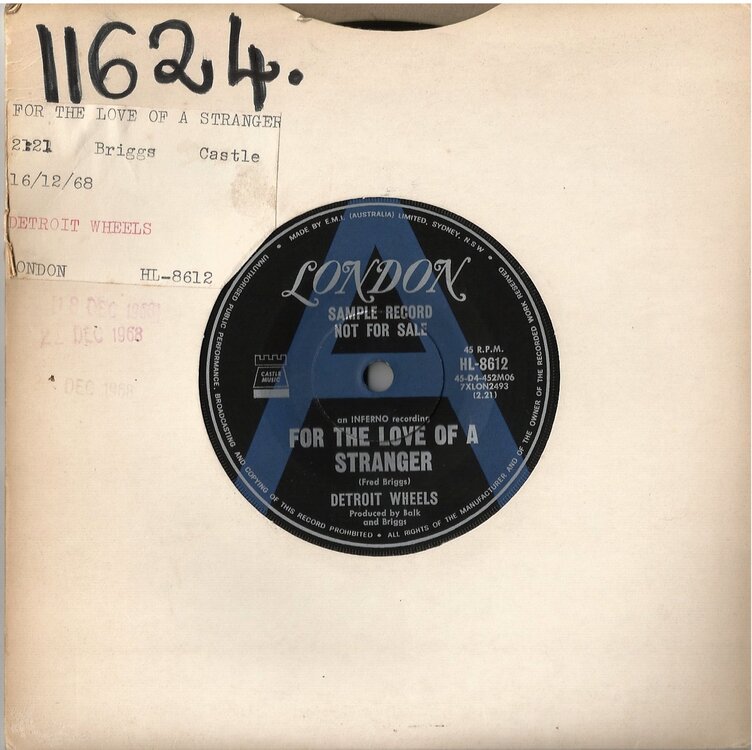 11624.
FOR THE LOVE OF A STRANGER
2:21 Briggs Castle
16/12/68
DETROIT WHEELS
ONDON HL-8612
DEC 1968
DEC 1968
DEC 1968
MADE BY E.M.I. (AUSTRALIA) LIMITED, SYDNEY, N.S.W.
LONDON
SAMPLE RECORD
NOT FOR SALE
CASTLE
MUSIC
45 R.P.M.
HL-8612
45-D4-452M06
7XLON2493
(2.21)
an INFERNO recording
FOR THE LOVE OF A
STRANGER
(Fred Briggs)
DETROIT WHEELS
Produced by Balk
and Briggs
UNAUTHORISED PUBLIC PERFORMANCE, BROADCASTING AND COPYING OF THIS RECORD PROHIBITED • ALL RIGHTS OF THE MANUFACTURER AND OF THE OWNER OF THE RECORDED WORK RESERVED